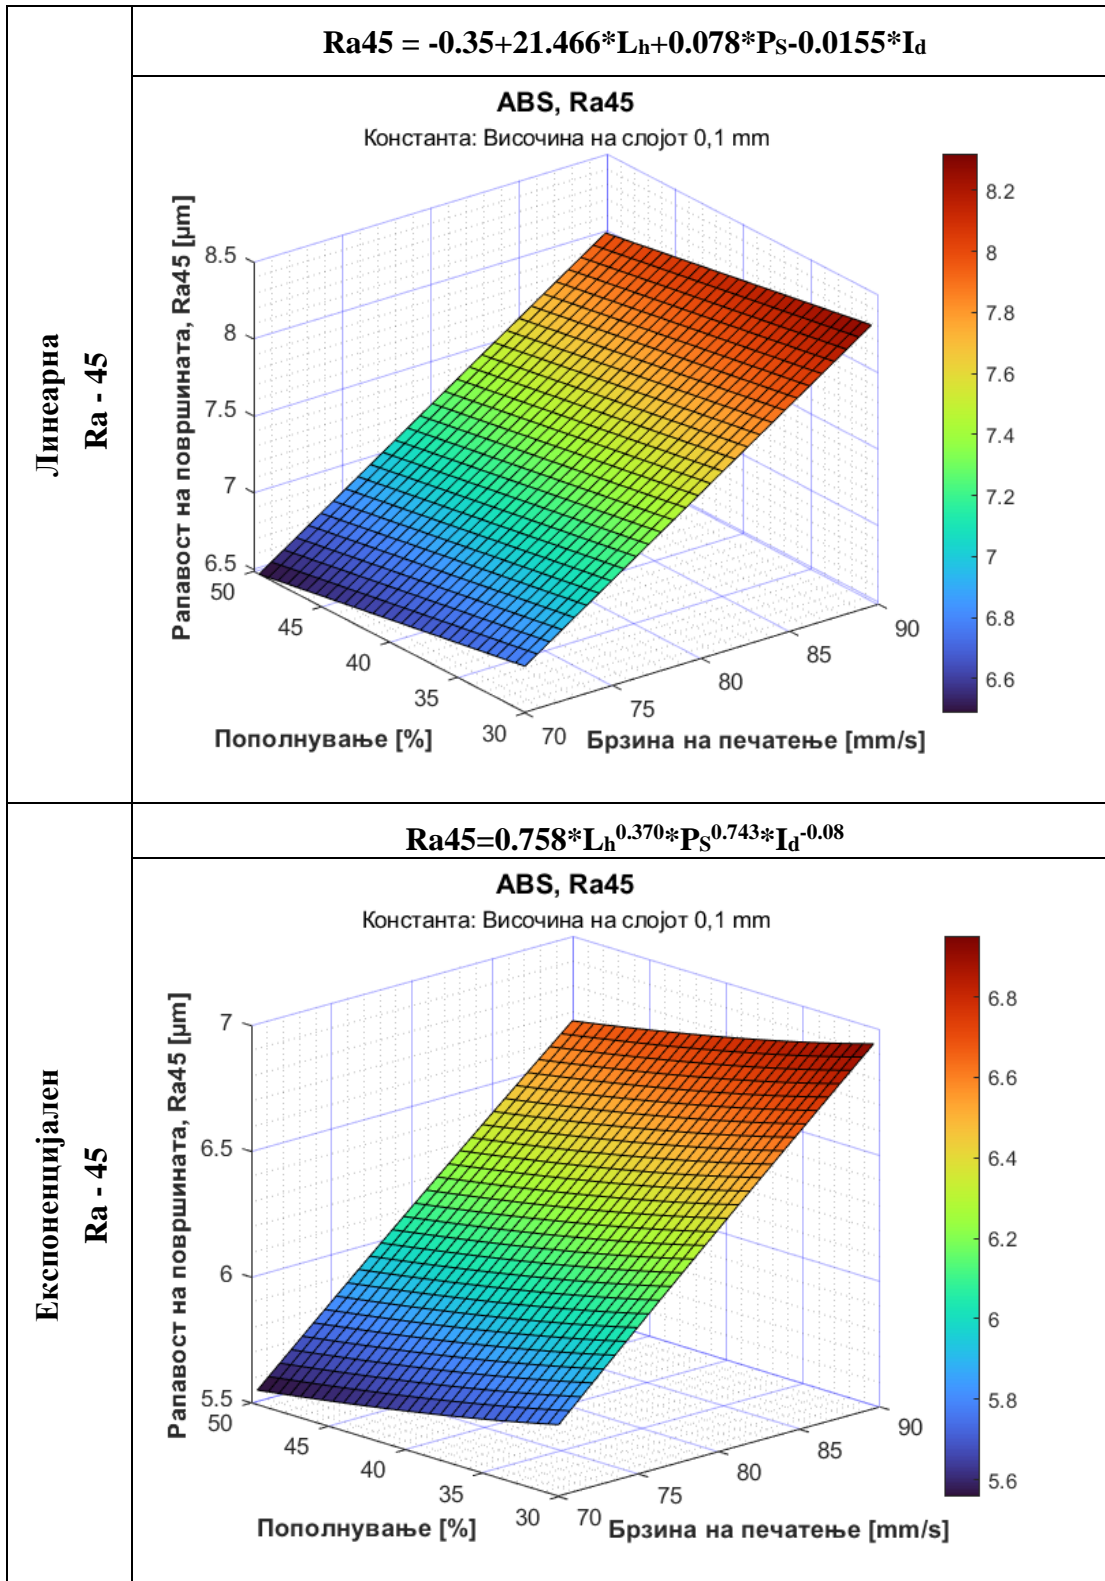 Ra45 = -0.35+21.466*Lh+0.078*PS-0.0155*Id
Линеарна
Ra - 45
ABS, Ra45
Константа: Височина на слојот 0,1 mm
Рапавост на површината, Ra45 [µm]
8.5
8
7.5
7
6.5
50
45
40
35
30
Пополнување [%]
70
75
80
85
90
Брзина на печатење [mm/s]
8.2
8
7.8
7.6
7.4
7.2
7
6.8
6.6
Ra45=0.758*Lh^0.370*PS^0.743*Id^-0.08
Експоненцијален
Ra - 45
ABS, Ra45
Константа: Височина на слојот 0,1 mm
Рапавост на површината, Ra45 [µm]
7
6.5
6
5.5
50
45
40
35
30
Пополнување [%]
70
75
80
85
90
Брзина на печатење [mm/s]
6.8
6.6
6.4
6.2
6
5.8
5.6